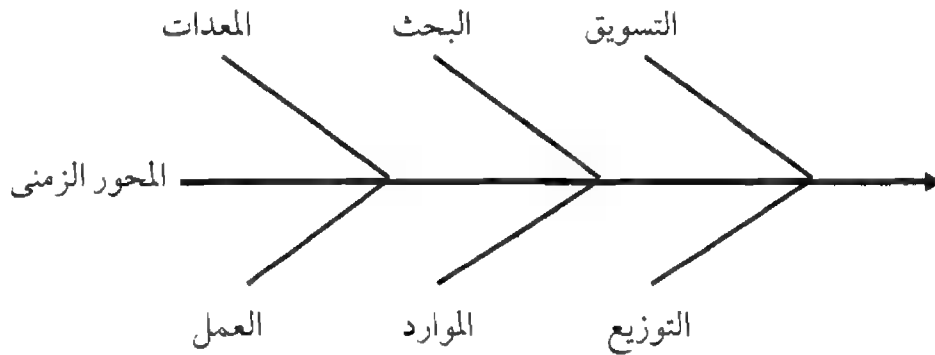 التسويق البحث المعدات
المحور الزمنى
التوزيع الموارد العمل